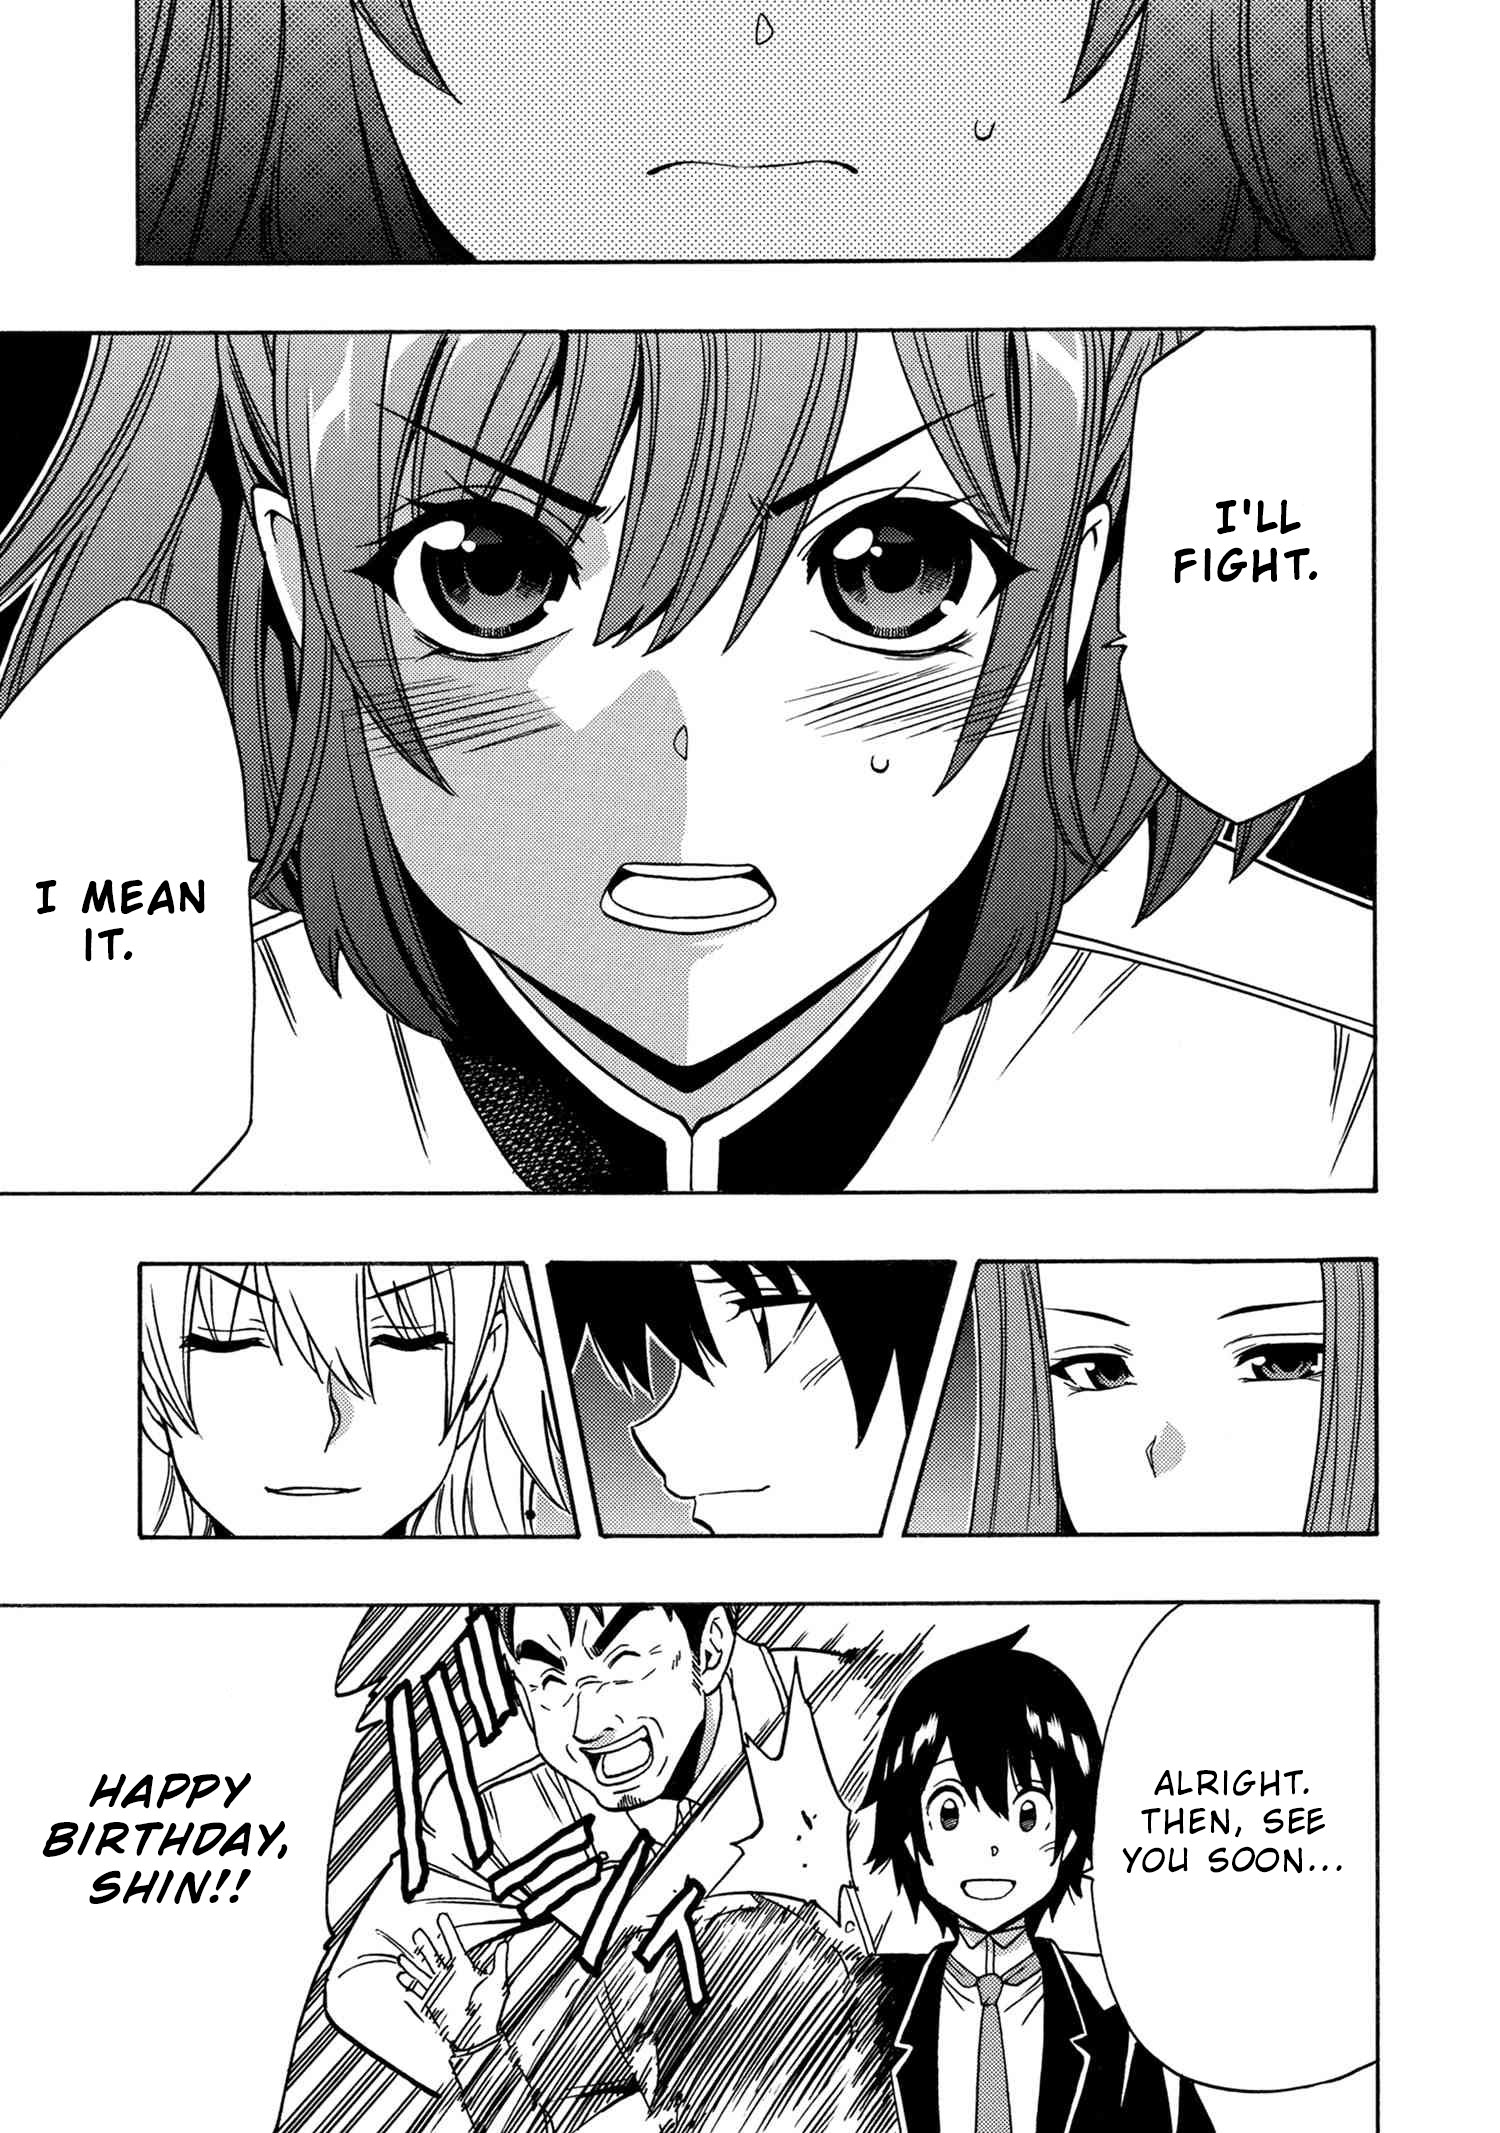 I'LL
FIGHT.
I MEAN
IT.
ALRIGHT.
THEN, SEE
YOU SOON...
HAPPY
BIRTHDAY,
SHIN!!